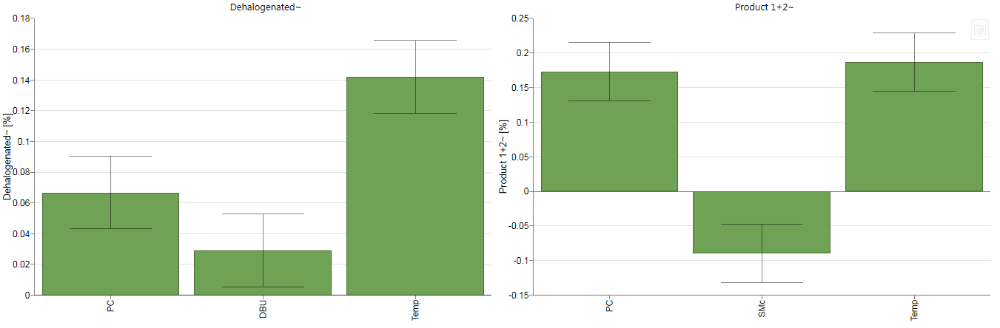 Dehalogenated~
Dehalogenated~ [%]
0.18
0.16
0.14
0.12
0.1
0.08
0.06
0.04
0.02
0
PC
DBU
Temp
Product 1+2~
Product 1+2~ [%]
0.25
0.2
0.15
0.1
0.05
0
-0.05
-0.1
-0.15
PC
SMc
Temp